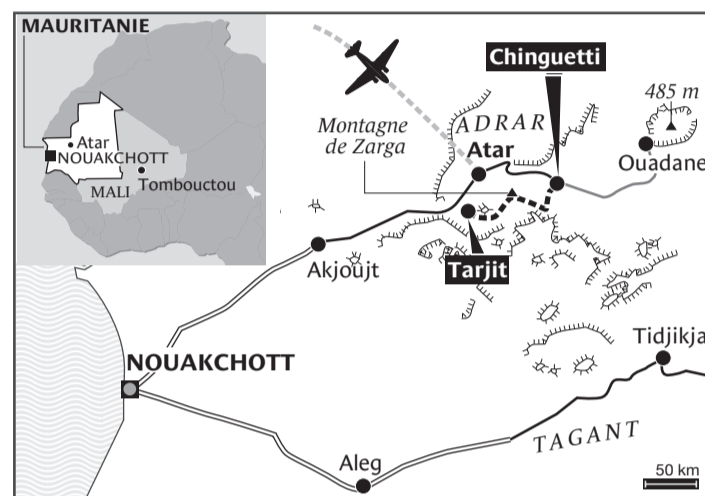 MAURITANIE
Atar
NOUAKCHOTT
MALI
Tombouctou
Chinguetti
485 m
Montagne
de Zarga
ADRAR
Atar
Ouadane
Akjoujt
Tarjit
NOUAKCHOTT
Tidjikja
TAGANT
Aleg
50 km